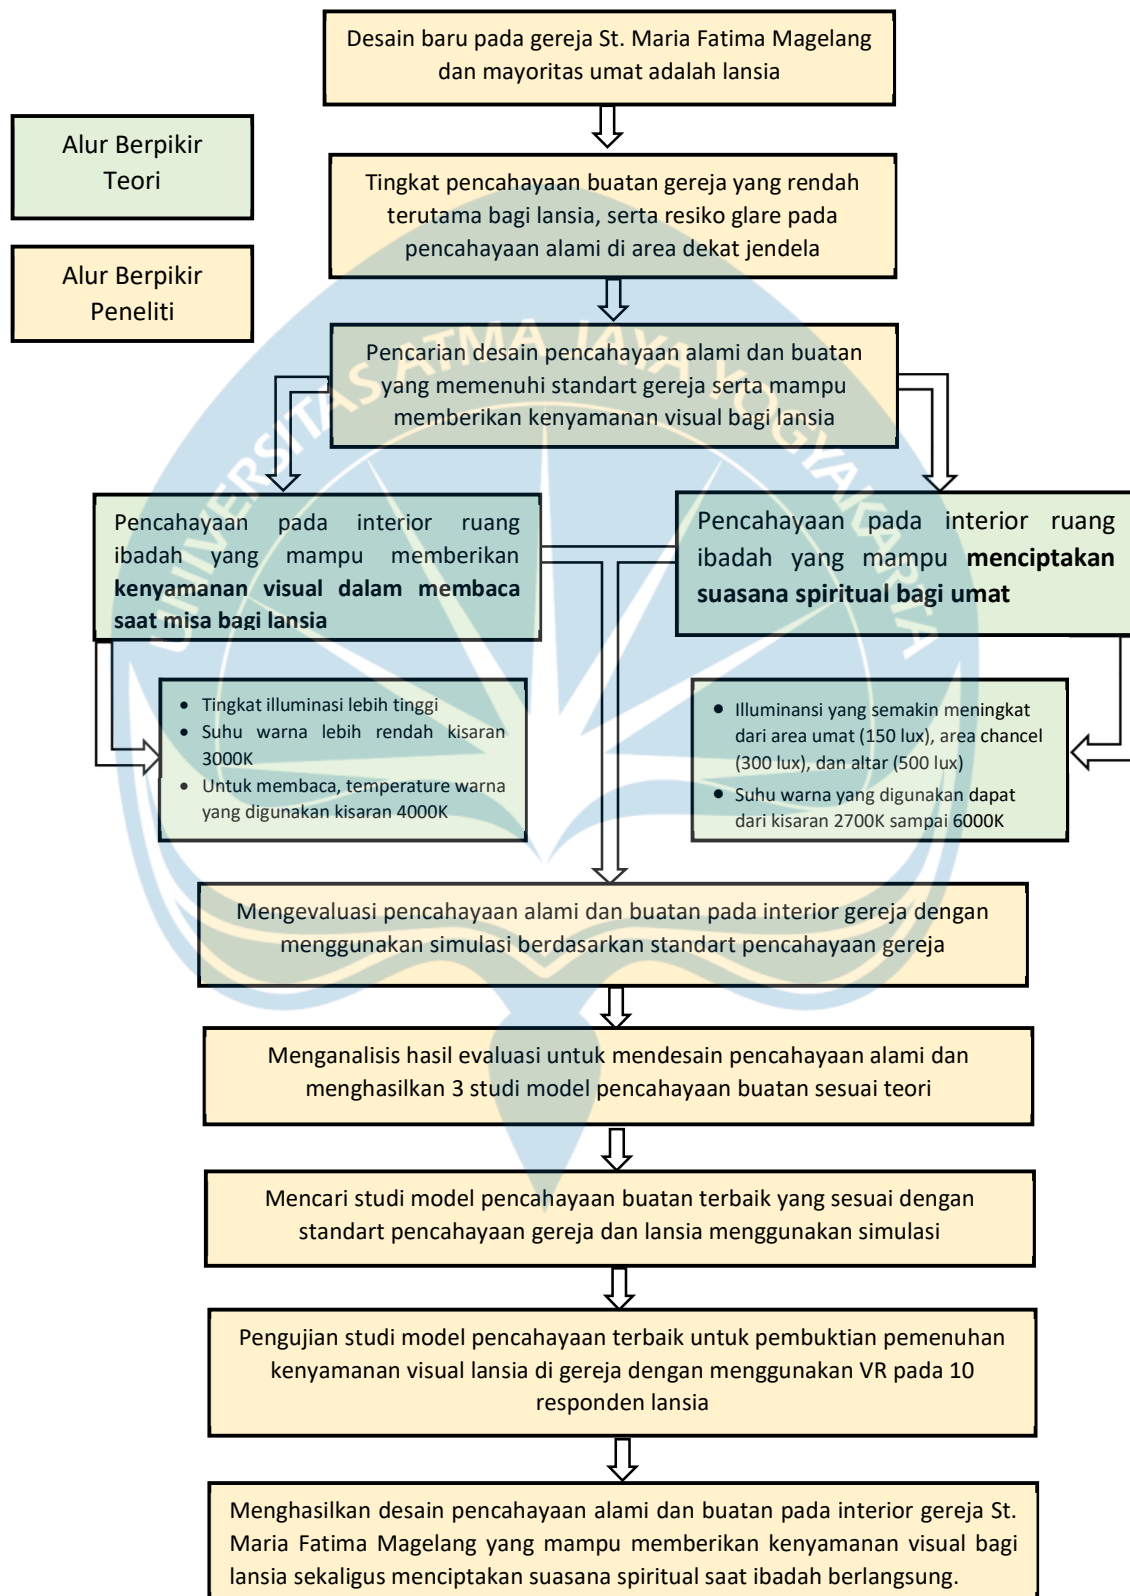 Desain baru pada gereja St. Maria Fatima Magelang
dan mayoritas umat adalah lansia
Alur Berpikir
Teori
Alur Berpikir
Peneliti
Tingkat pencahayaan buatan gereja yang rendah
terutama bagi lansia, serta resiko glare pada
pencahayaan alami di area dekat jendela
Pencarian desain pencahayaan alami dan buatan
yang memenuhi standart gereja serta mampu
memberikan kenyamanan visual bagi lansia
UNIVERSITAS ATMA JAYA YOGYAKARTA
Pencahayaan pada interior ruang
ibadah yang mampu memberikan
kenyamanan visual dalam membaca
saat misa bagi lansia
Pencahayaan pada interior ruang
ibadah yang mampu menciptakan
suasana spiritual bagi umat
• Tingkat illuminasi lebih tinggi
• Suhu warna lebih rendah kisaran
3000K
• Untuk membaca, temperature warna
yang digunakan kisaran 4000K
• Illuminansi yang semakin meningkat
dari area umat (150 lux), area chancel
(300 lux), dan altar (500 lux)
• Suhu warna yang digunakan dapat
dari kisaran 2700K sampai 6000K
Mengevaluasi pencahayaan alami dan buatan pada interior gereja dengan
menggunakan simulasi berdasarkan standart pencahayaan gereja
Menganalisis hasil evaluasi untuk mendesain pencahayaan alami dan
menghasilkan 3 studi model pencahayaan buatan sesuai teori
Mencari studi model pencahayaan buatan terbaik yang sesuai dengan
standart pencahayaan gereja dan lansia menggunakan simulasi
Pengujian studi model pencahayaan terbaik untuk pembuktian pemenuhan
kenyamanan visual lansia di gereja dengan menggunakan VR pada 10
responden lansia
Menghasilkan desain pencahayaan alami dan buatan pada interior gereja St.
Maria Fatima Magelang yang mampu memberikan kenyamanan visual bagi
lansia sekaligus menciptakan suasana spiritual saat ibadah berlangsung.